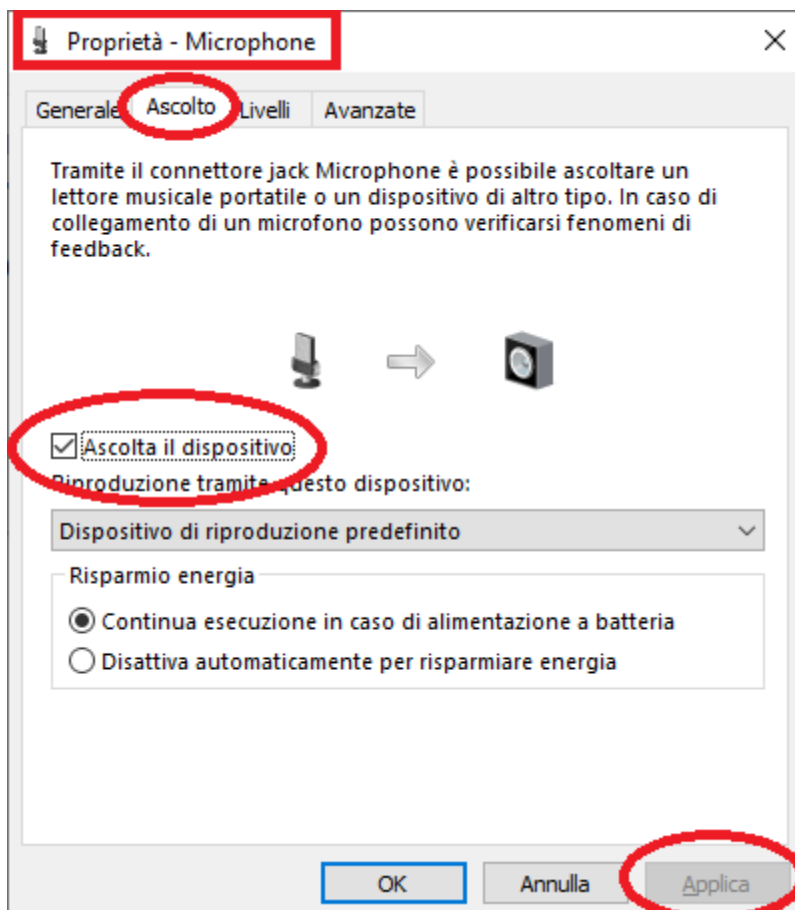 Proprietà - Microphone
Generale Ascolto Livelli Avanzate
Tramite il connettore jack Microphone è possibile ascoltare un
lettore musicale portatile o un dispositivo di altro tipo. In caso di
collegamento di un microfono possono verificarsi fenomeni di
feedback.
Ascolta il dispositivo
Riproduzione tramite questo dispositivo:
Dispositivo di riproduzione predefinito
Risparmio energia
Continua esecuzione in caso di alimentazione a batteria
Disattiva automaticamente per risparmiare energia
OK Annulla Applica